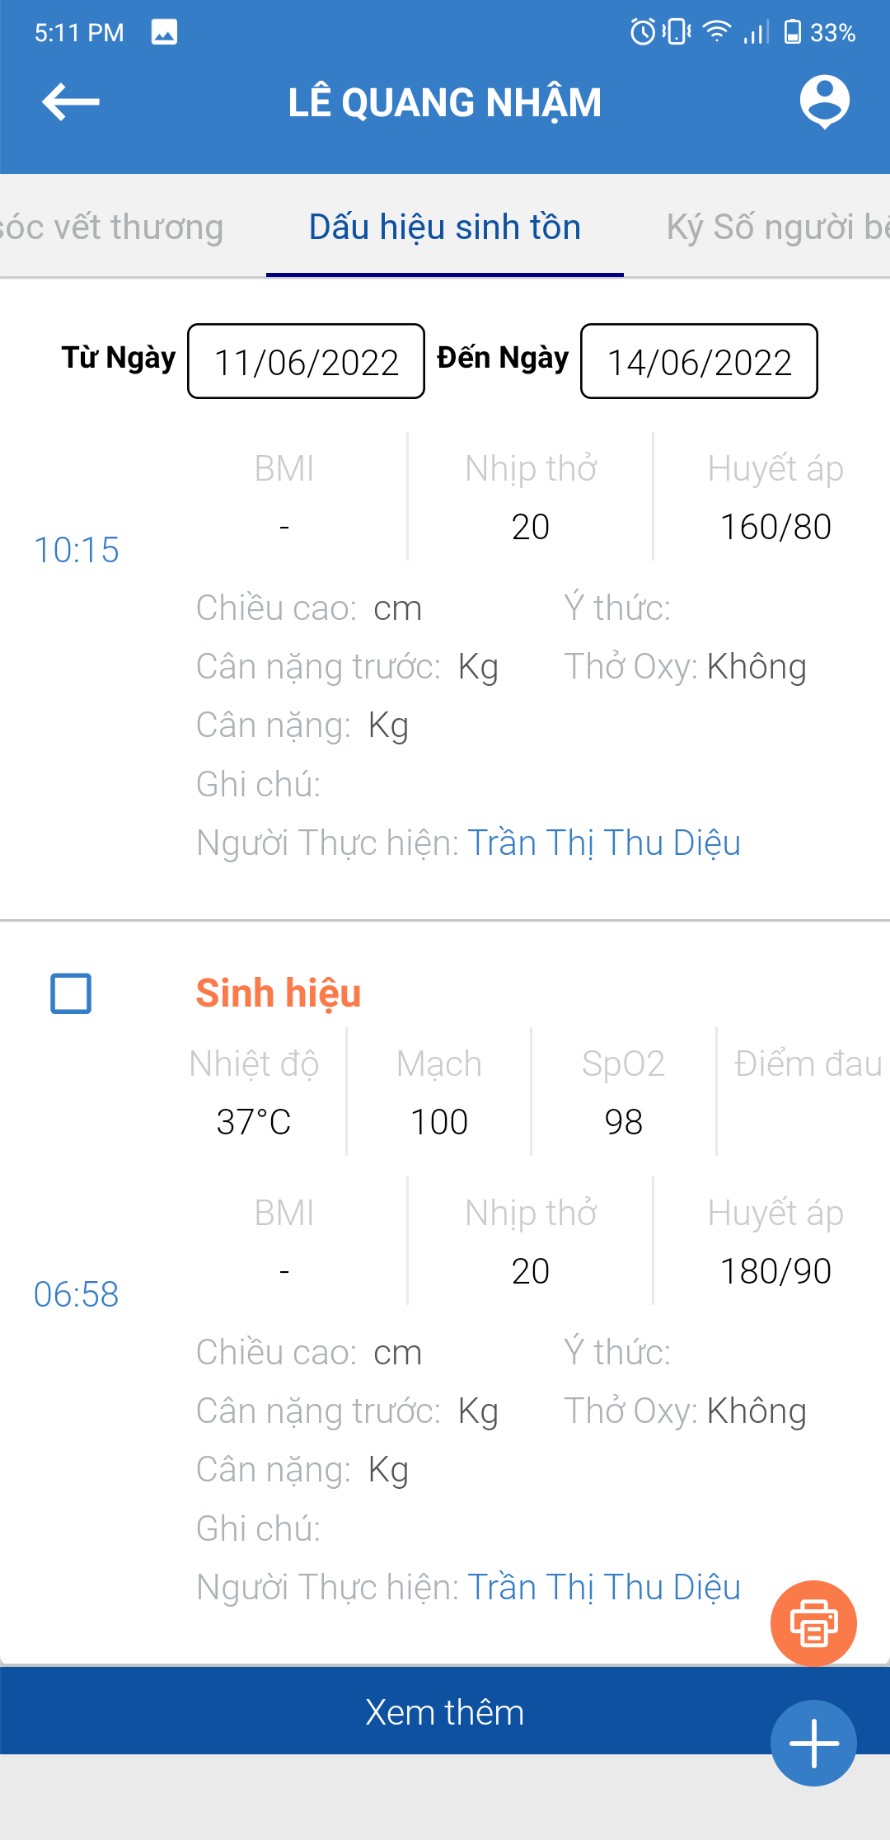 5:11 PM 33%
LÊ QUANG NHẬM
sóc vết thương Dấu hiệu sinh tồn Ký Số người bệ
Từ Ngày 11/06/2022 Đến Ngày 14/06/2022
BMI Nhịp thở Huyết áp
- 20 160/80
10:15
Chiều cao: cm Ý thức:
Cân nặng trước: Kg Thở Oxy: Không
Cân nặng: Kg
Ghi chú:
Người Thực hiện: Trần Thị Thu Diệu
Sinh hiệu
Nhiệt độ Mạch SpO2 Điểm đau
37°C 100 98
BMI Nhịp thở Huyết áp
- 20 180/90
06:58
Chiều cao: cm Ý thức:
Cân nặng trước: Kg Thở Oxy: Không
Cân nặng: Kg
Ghi chú:
Người Thực hiện: Trần Thị Thu Diệu
Xem thêm